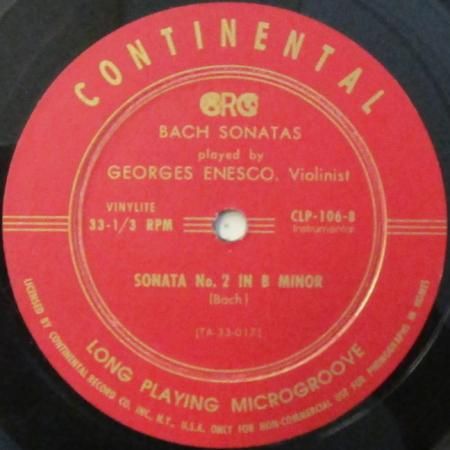 CONTINENTAL
CRC
BACH SONATAS
played by
GEORGES ENESCO, Violinist
VINYLITE
33-1/3 RPM
CLP-106-B
Instrumental
SONATA No. 2 IN B MINOR
(Bach)
[TA-33-017]
LONG PLAYING MICROGROOVE
LICENSED BY CONTINENTAL RECORD CO. INC. N.Y., U.S.A. ONLY FOR NON-COMMERCIAL USE FOR PHONOGRAPHS IN HOMES